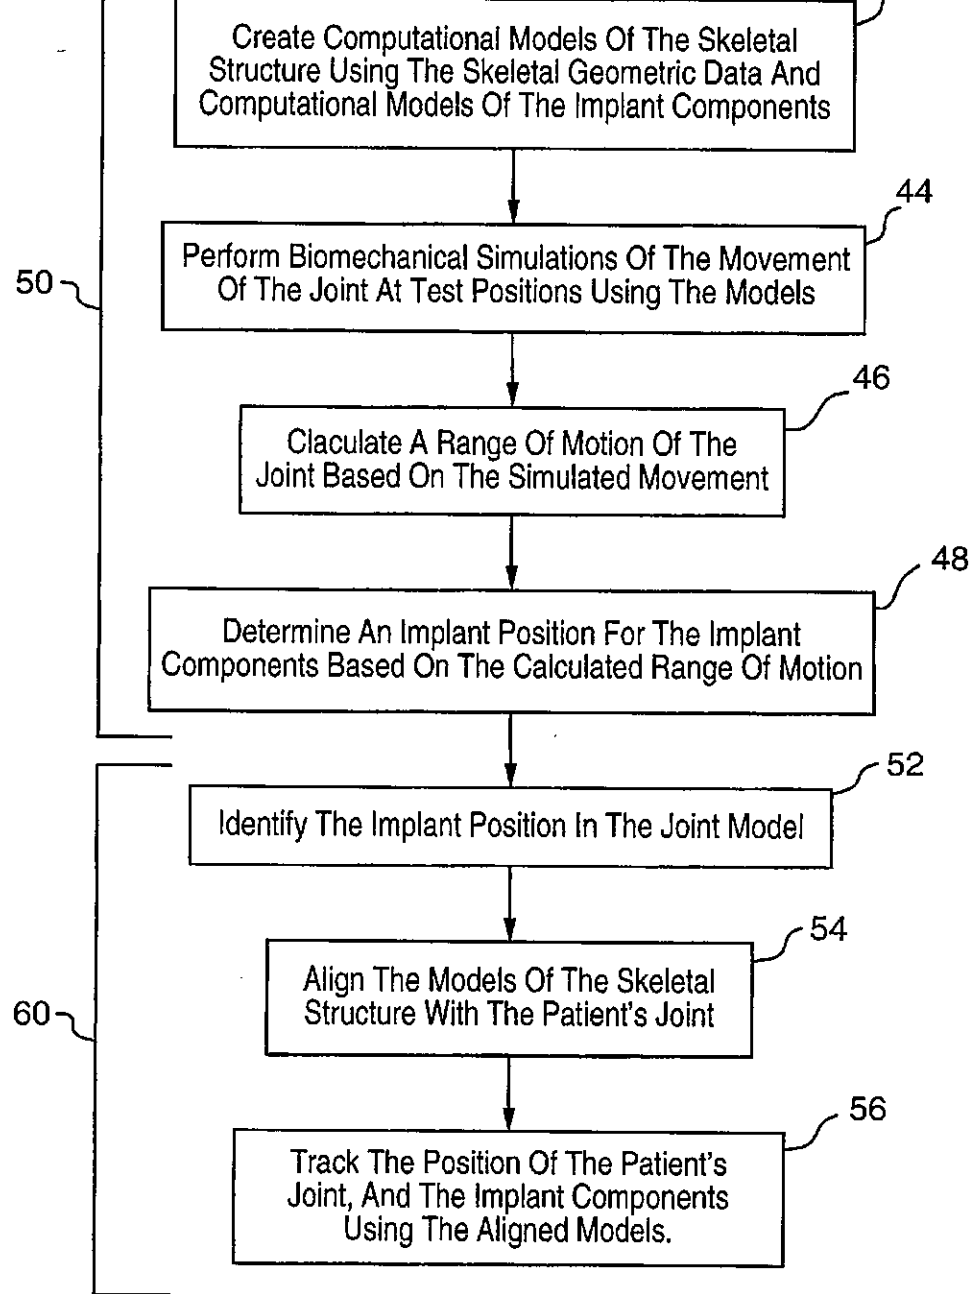 Create Computational Models Of The Skeletal
Structure Using The Skeletal Geometric Data And
Computational Models Of The Implant Components
44
Perform Biomechanical Simulations Of The Movement
Of The Joint At Test Positions Using The Models
50
46
Claculate A Range Of Motion Of The
Joint Based On The Simulated Movement
48
Determine An Implant Position For The Implant
Components Based On The Calculated Range Of Motion
52
Identify The Implant Position In The Joint Model
54
Align The Models Of The Skeletal
Structure With The Patient's Joint
60
56
Track The Position Of The Patient's
Joint, And The Implant Components
Using The Aligned Models.